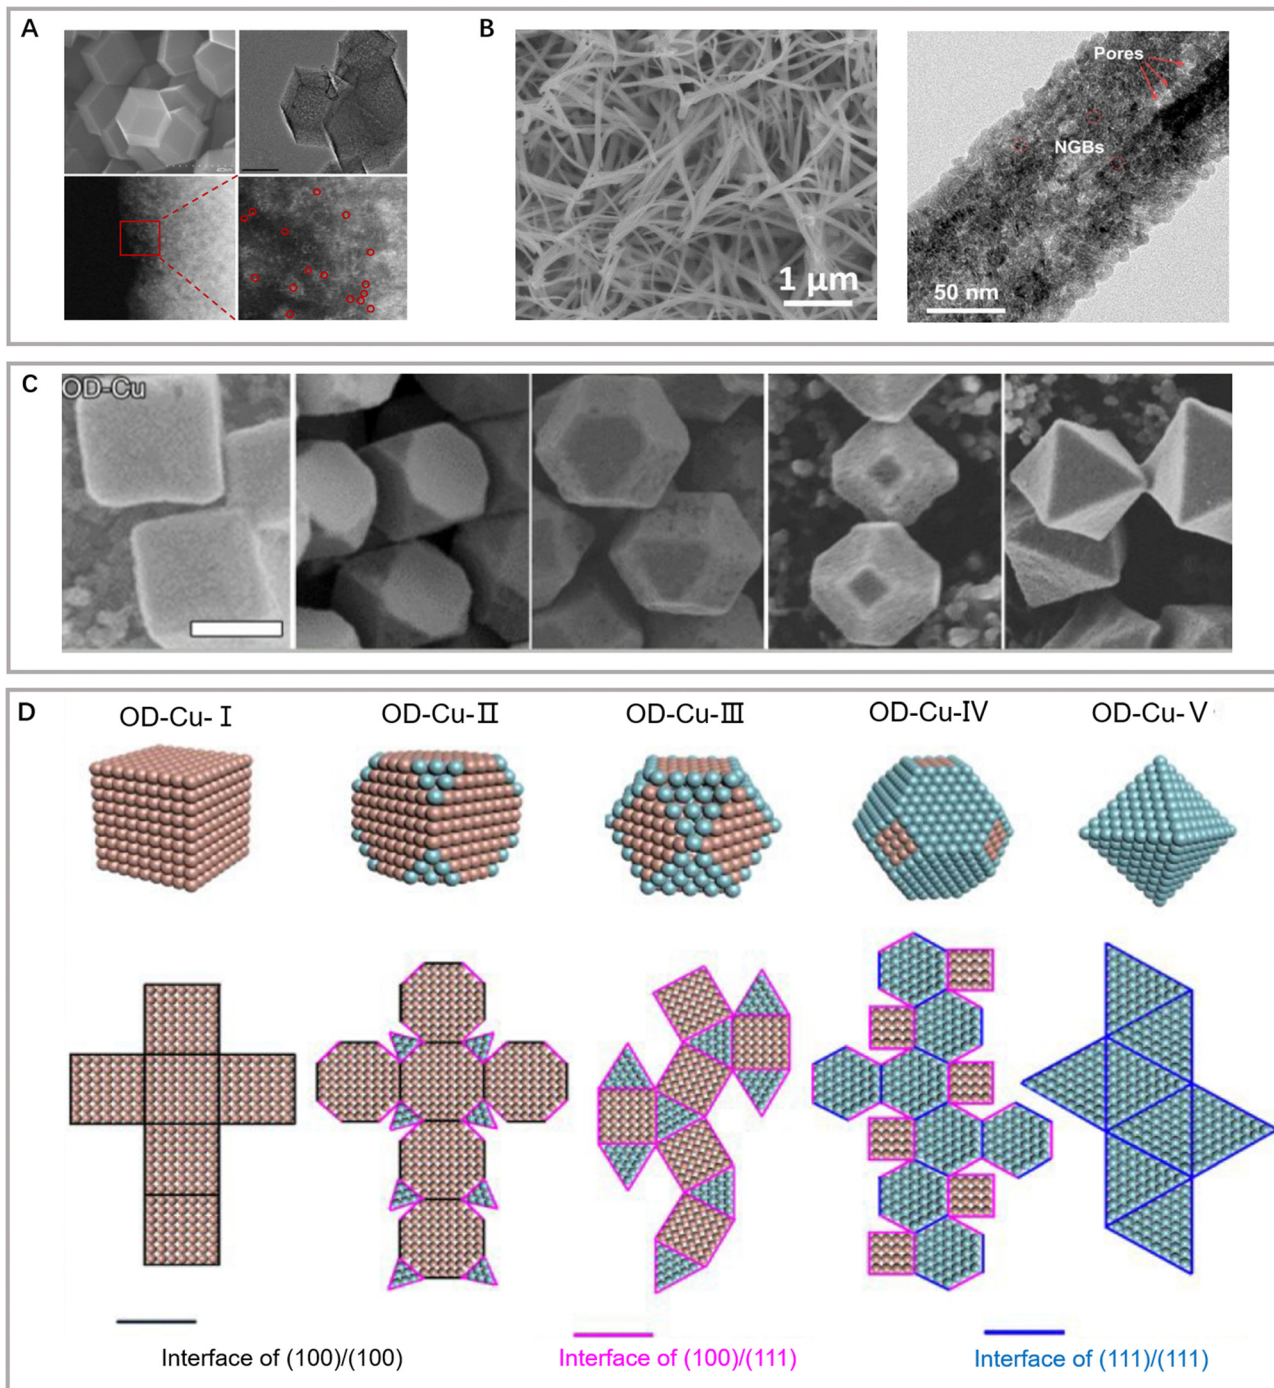 A
B
Pores
NGBs
1 μm
50 nm
C
OD-Cu
D
OD-Cu-Ⅰ
OD-Cu-Ⅱ
OD-Cu-Ⅲ
OD-Cu-Ⅳ
OD-Cu-Ⅴ
Interface of (100)/(100)
Interface of (100)/(111)
Interface of (111)/(111)